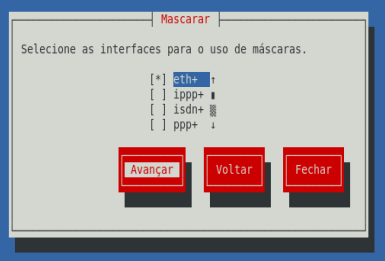 Mascarar
Selecione as interfaces para o uso de máscaras.
[*] eth+ ↑
[ ] ippp+
[ ] isdn+
[ ] ppp+ ↓
Avançar Voltar Fechar